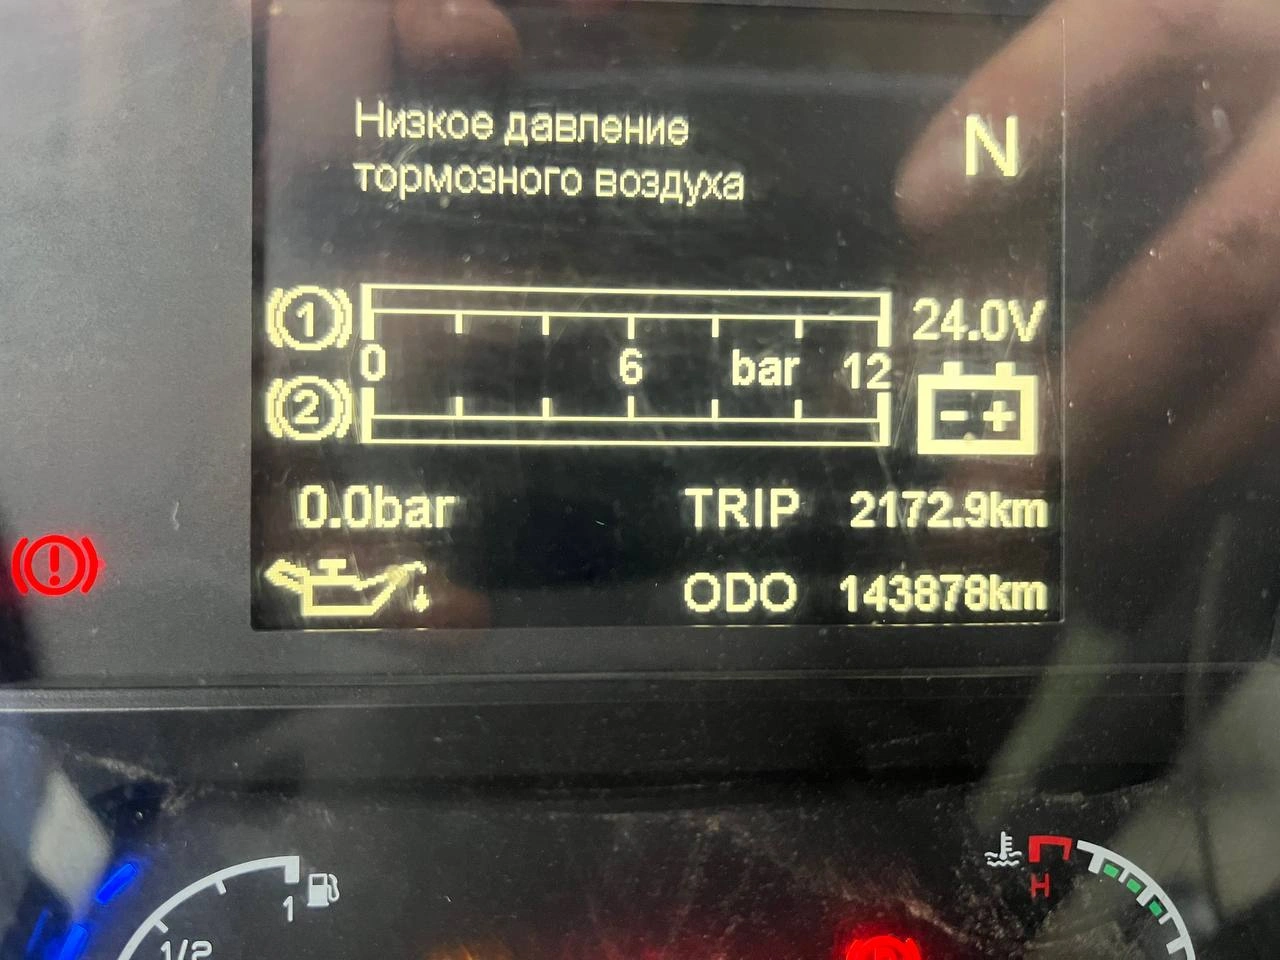 Низкое давление
тормозного воздуха
N
1
24.0V
0 6 bar 12
2
- +
0.0bar
TRIP 2172.9km
ODO 143878km
1
1/2
H